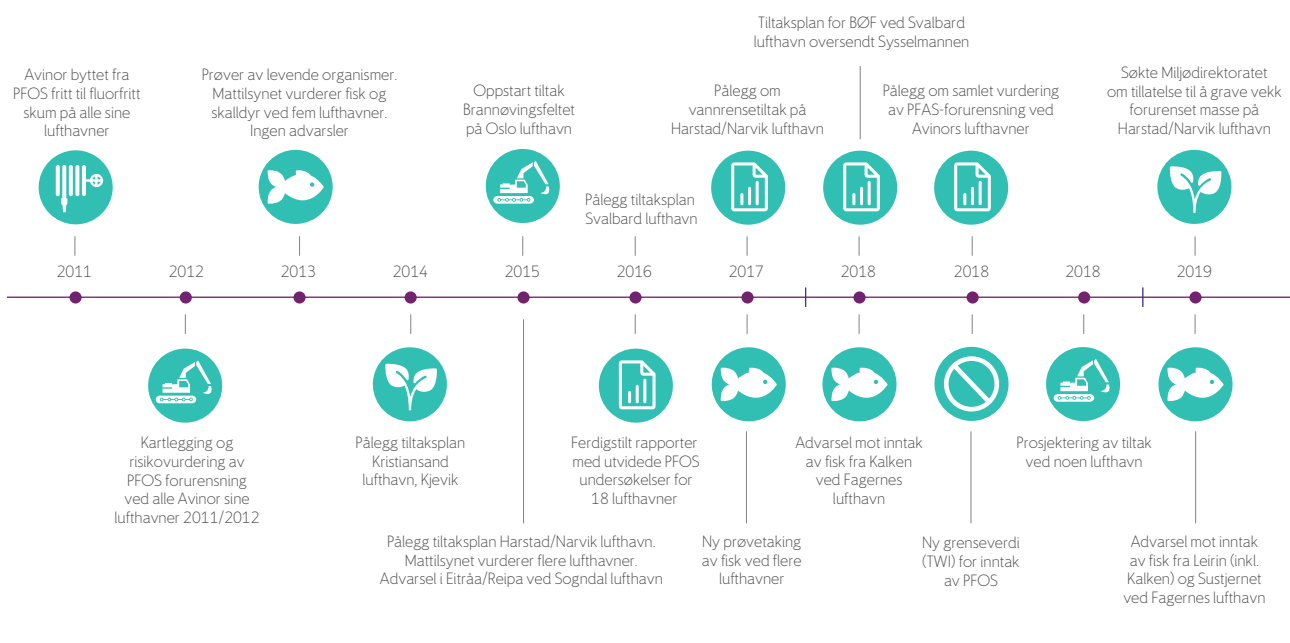 Tiltaksplan for BØF ved Svalbard
lufthavn oversendt Sysselmannen
Avinor byttet fra
PFOS fritt til fluorfritt
skum på alle sine
lufthavner
Prøver av levende organismer.
Mattilsynet vurderer fisk og
skalldyr ved fem lufthavner.
Ingen advarsler
Oppstart tiltak
Brannøvingsfeltet
på Oslo lufthavn
Pålegg tiltaksplan
Svalbard lufthavn
Pålegg om
vannrensetiltak på
Harstad/Narvik lufthavn
Pålegg om samlet vurdering
av PFAS-forurensning ved
Avinors lufthavner
Søkte Miljødirektoratet
om tillatelse til å grave vekk
forurenset masse på
Harstad/Narvik lufthavn
2011
2012
2013
2014
2015
2016
2017
2018
2018
2018
2019
Kartlegging og
risikovurdering av
PFOS forurensning
ved alle Avinor sine
lufthavner 2011/2012
Pålegg tiltaksplan
Kristiansand
lufthavn, Kjevik
Pålegg tiltaksplan Harstad/Narvik lufthavn.
Mattilsynet vurderer flere lufthavner.
Advarsel i Eitråa/Reipa ved Sogndal lufthavn
Ferdigstilt rapporter
med utvidede PFOS
undersøkelser for
18 lufthavner
Ny prøvetaking
av fisk ved flere
lufthavner
Advarsel mot inntak
av fisk fra Kalken
ved Fagernes
lufthavn
Ny grenseverdi
(TWI) for inntak
av PFOS
Prosjektering av tiltak
ved noen lufthavn
Advarsel mot inntak
av fisk fra Leirin (inkl.
Kalken) og Sustjernet
ved Fagernes lufthavn